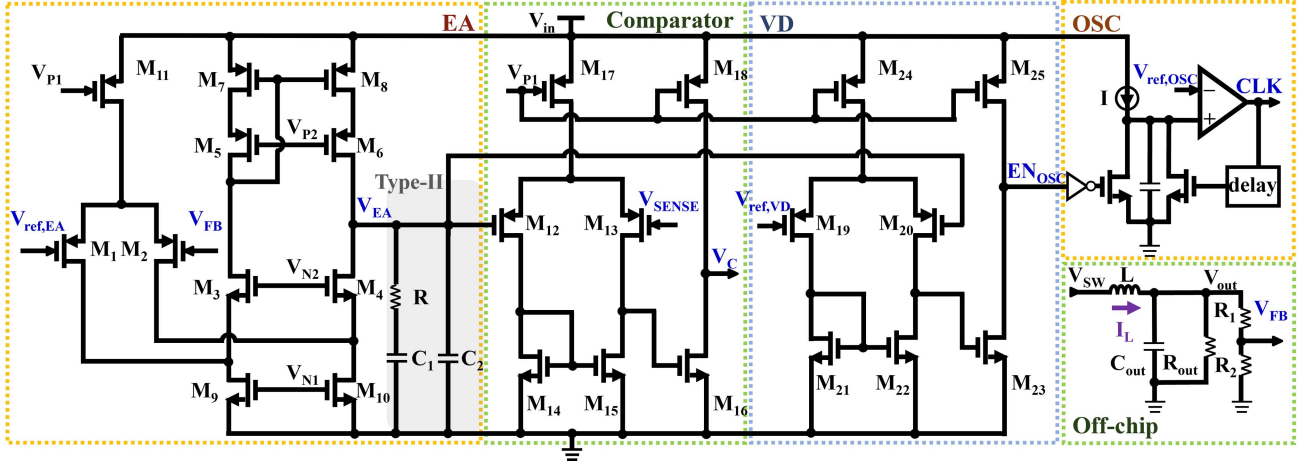 EA
Comparator
VD
OSC
V_in
V_P1
M_11
M_7
M_8
V_P1
M_17
M_18
M_24
M_25
V_ref,OSC
CLK
I
−
+
M_5
V_P2
M_6
Type-II
EN_OSC
delay
V_ref,EA
V_FB
V_EA
V_SENSE
V_ref,VD
M_1
M_2
M_12
M_13
M_19
M_20
V_C
M_3
V_N2
M_4
R
V_SW
L
V_out
R_1
V_FB
I_L
C_1
C_2
C_out
R_out
R_2
M_9
V_N1
M_10
M_14
M_15
M_16
M_21
M_22
M_23
Off-chip